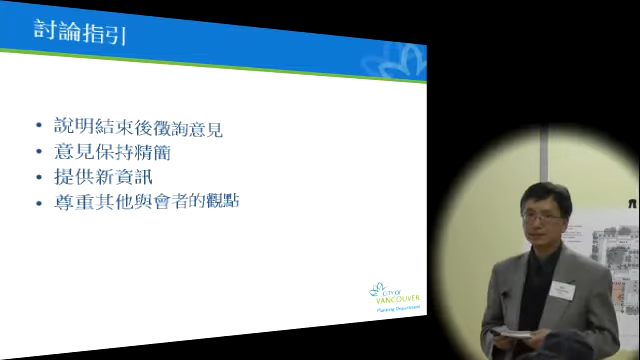 討論指引
• 說明結束後徵詢意見
• 意見保持精簡
• 提供新資訊
• 尊重其他與會者的觀點
CITY OF
VANCOUVER
Planning Department